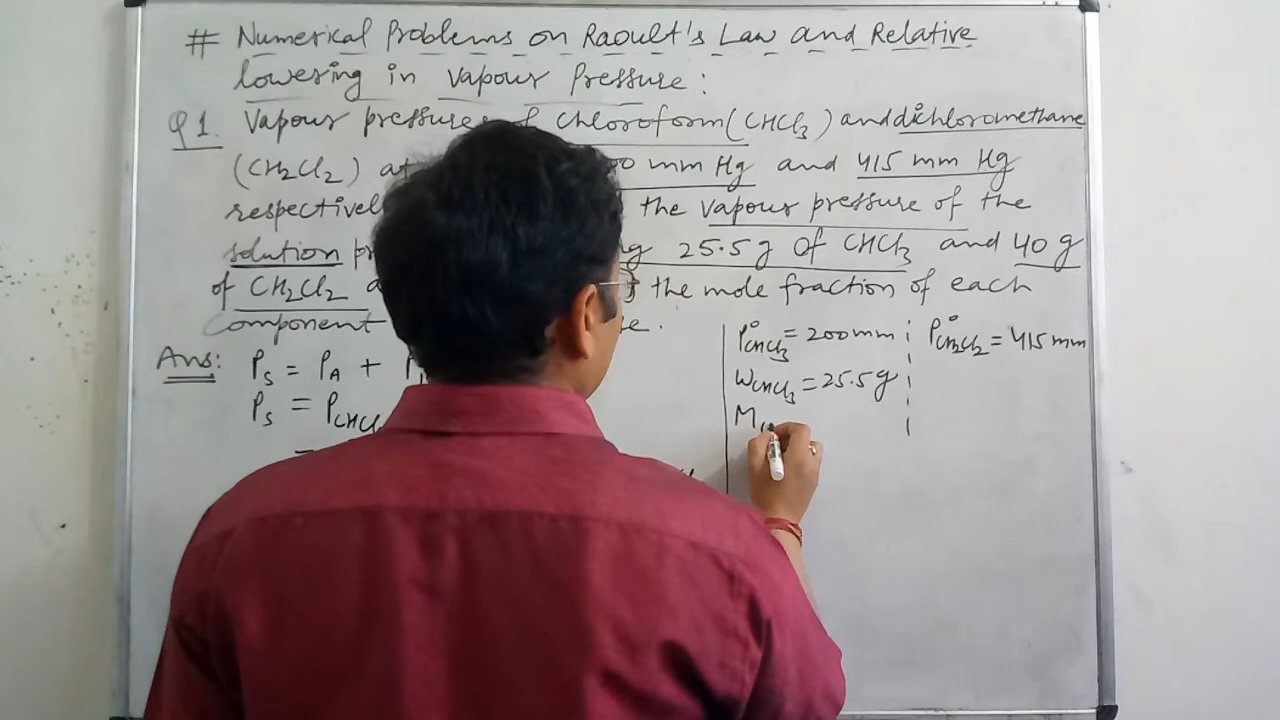 # Numerical Problems on Raoult's Law and Relative
lowering in Vapour Pressure:
Q1. Vapour pressures of Chloroform (CHCl3) and dichloromethane
(CH2Cl2) at 00 mm Hg and 415 mm Hg
respectively the vapour pressure of the
solution 25.5 g of CHCl3 and 40 g
of CH2Cl2 the mole fraction of each
Component
Ans: PS = PA +
PS = PCHCl
P°CHCl3 = 200 mm
WCHCl3 = 25.5 g
M
P°CH2Cl2 = 415 mm